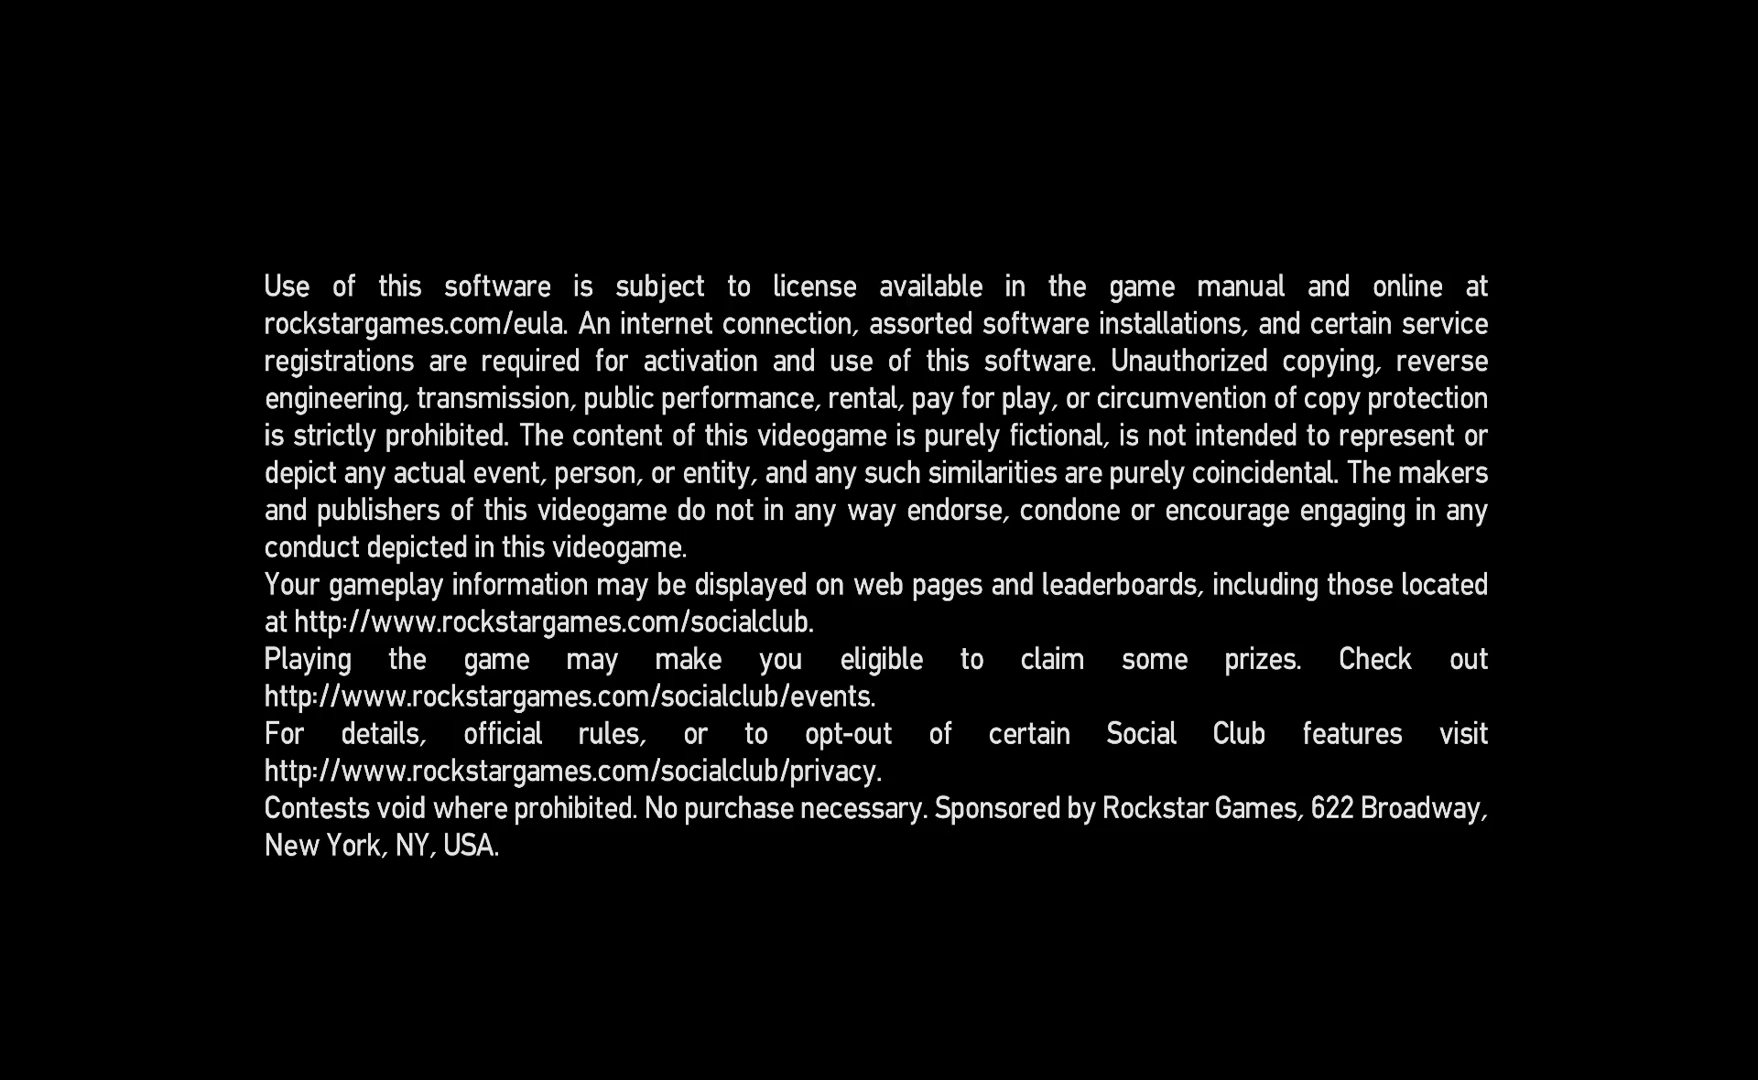 Use of this software is subject to license available in the game manual and online at
rockstargames.com/eula. An internet connection, assorted software installations, and certain service
registrations are required for activation and use of this software. Unauthorized copying, reverse
engineering, transmission, public performance, rental, pay for play, or circumvention of copy protection
is strictly prohibited. The content of this videogame is purely fictional, is not intended to represent or
depict any actual event, person, or entity, and any such similarities are purely coincidental. The makers
and publishers of this videogame do not in any way endorse, condone or encourage engaging in any
conduct depicted in this videogame.
Your gameplay information may be displayed on web pages and leaderboards, including those located
at http://www.rockstargames.com/socialclub.
Playing the game may make you eligible to claim some prizes. Check out
http://www.rockstargames.com/socialclub/events.
For details, official rules, or to opt-out of certain Social Club features visit
http://www.rockstargames.com/socialclub/privacy.
Contests void where prohibited. No purchase necessary. Sponsored by Rockstar Games, 622 Broadway,
New York, NY, USA.